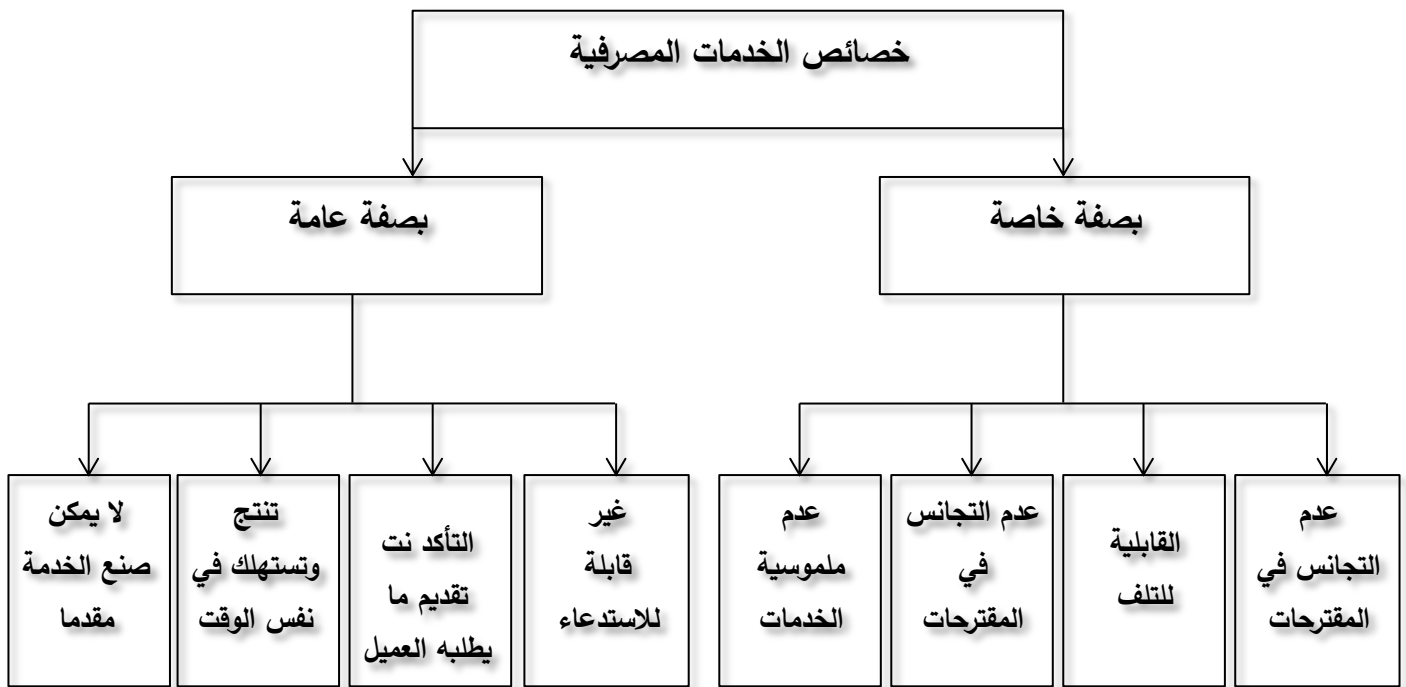 خصائص الخدمات المصرفية
بصفة خاصة
بصفة عامة
عدم
التجانس في
المقترحات
القابلية
للتلف
عدم التجانس
في
المقترحات
عدم
ملموسية
الخدمات
غير
قابلة
للاستدعاء
التأكد نت
تقديم ما
يطلبه العميل
تنتج
وتستهلك في
نفس الوقت
لا يمكن
صنع الخدمة
مقدما